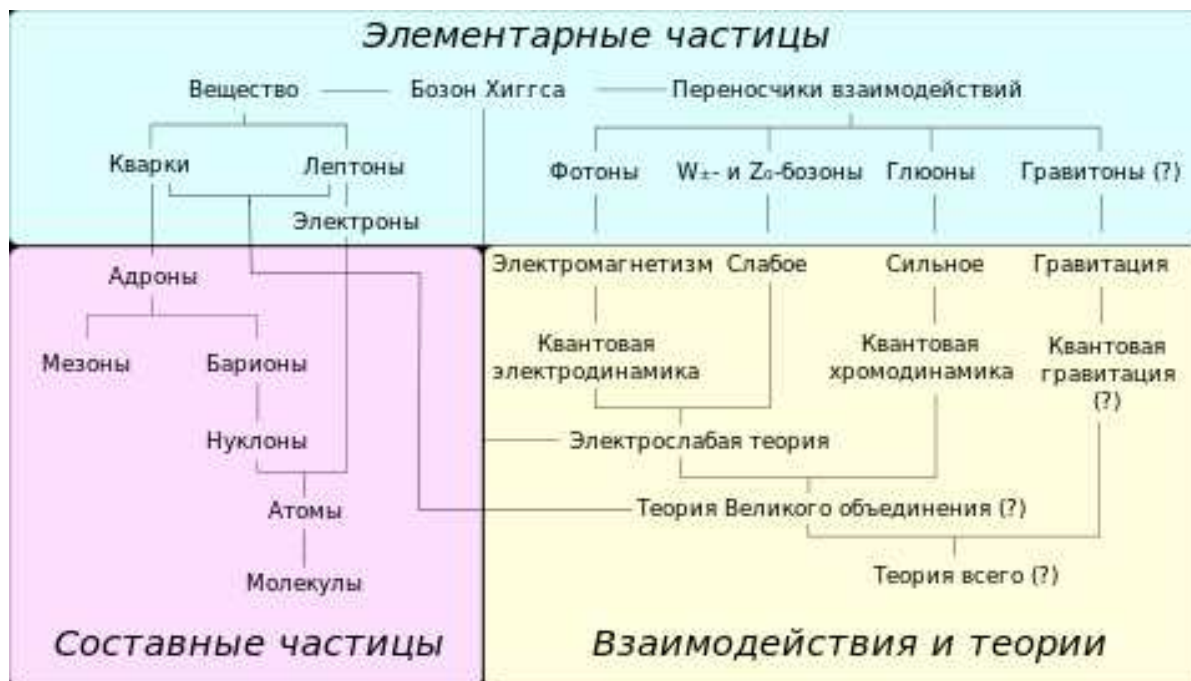 Элементарные частицы
Вещество Бозон Хиггса Переносчики взаимодействий
Кварки Лептоны Фотоны W±- и Z₀-бозоны Глюоны Гравитоны (?)
Электроны
Адроны
Мезоны Барионы
Нуклоны
Атомы
Молекулы
Составные частицы
Электромагнетизм Слабое Сильное Гравитация
Квантовая
электродинамика
Квантовая
хромодинамика
Квантовая
гравитация
(?)
Электрослабая теория
Теория Великого объединения (?)
Теория всего (?)
Взаимодействия и теории